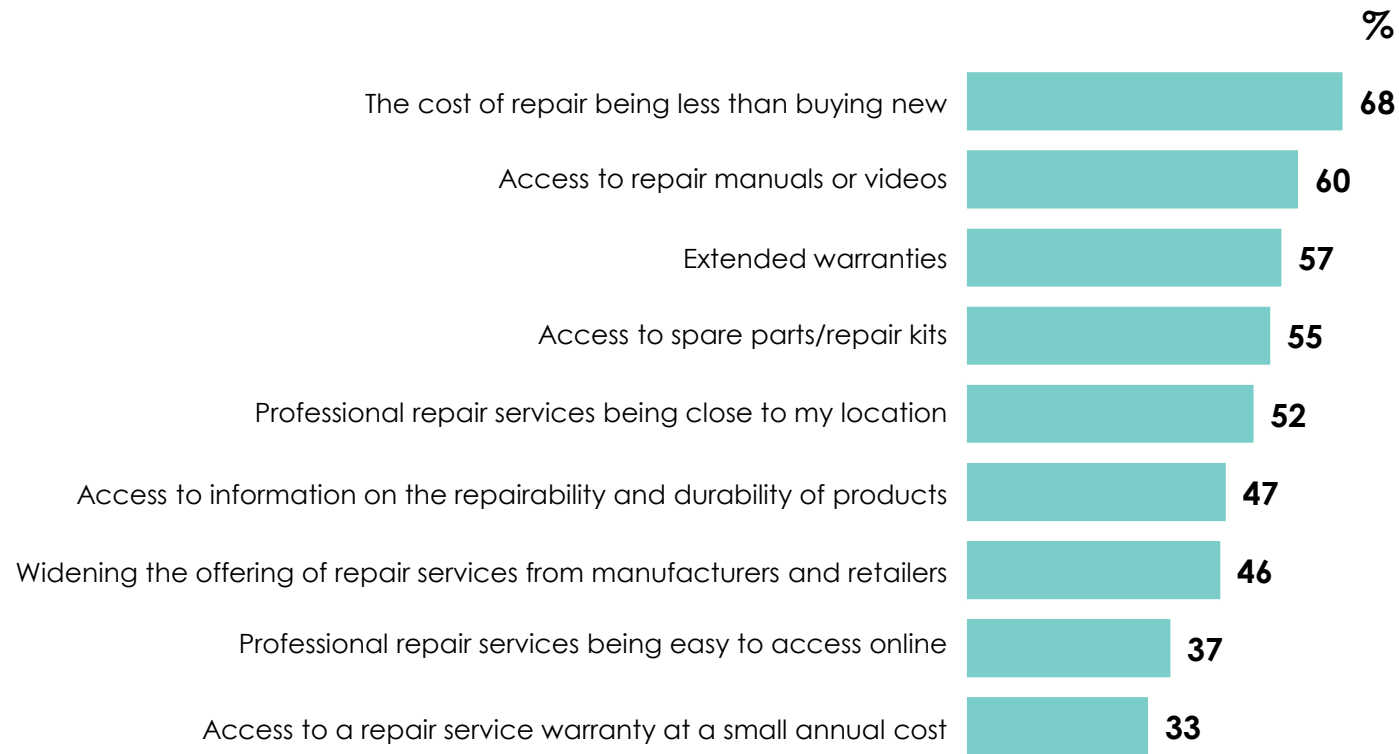 %
The cost of repair being less than buying new 68
Access to repair manuals or videos 60
Extended warranties 57
Access to spare parts/repair kits 55
Professional repair services being close to my location 52
Access to information on the repairability and durability of products 47
Widening the offering of repair services from manufacturers and retailers 46
Professional repair services being easy to access online 37
Access to a repair service warranty at a small annual cost 33